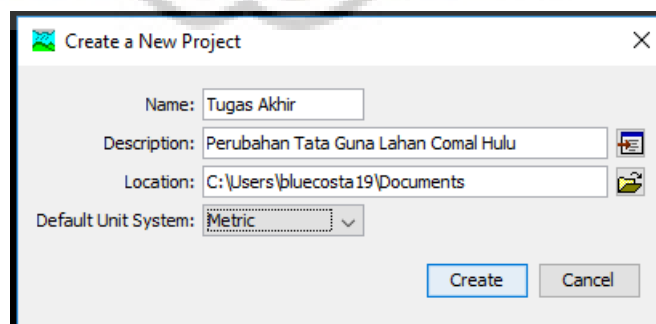 Create a New Project
Name: Tugas Akhir
Description: Perubahan Tata Guna Lahan Comal Hulu
Location: C:\Users\bluecosta19\Documents
Default Unit System: Metric
Create Cancel